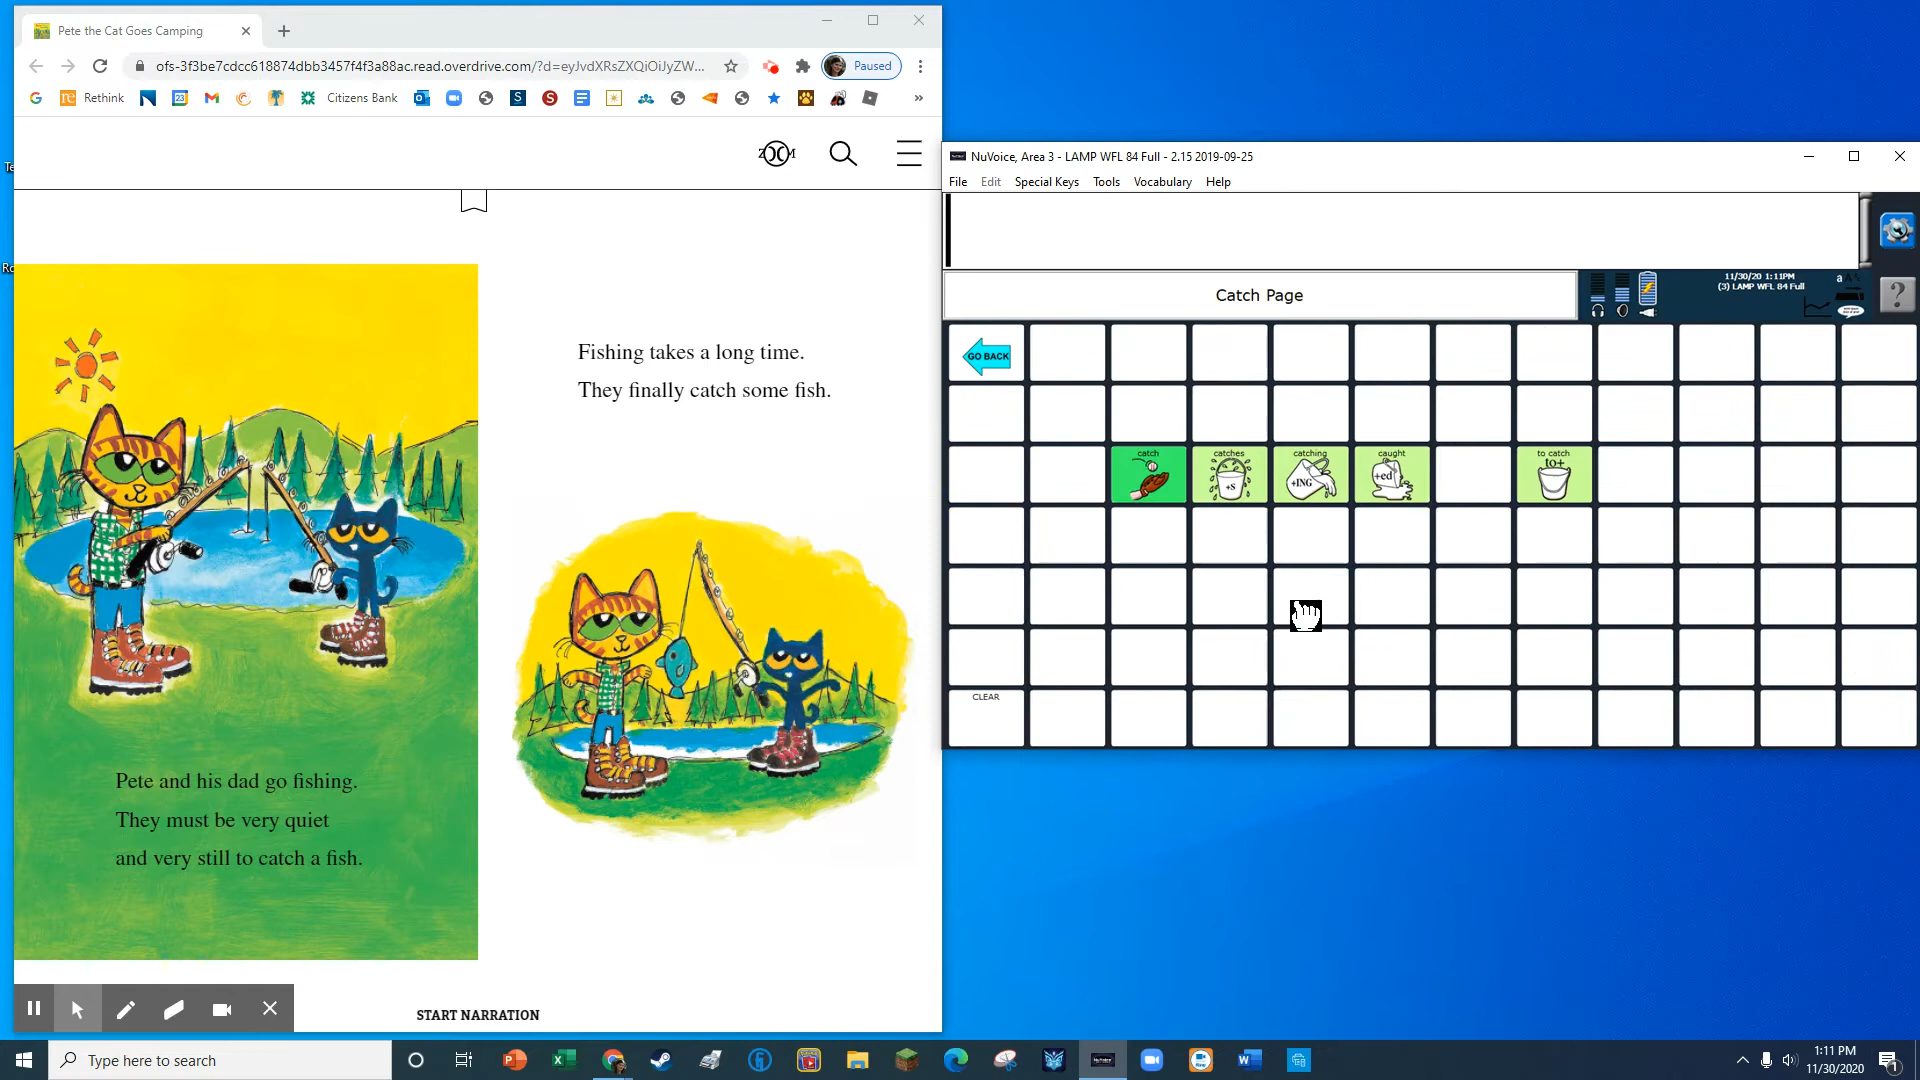 Pete the Cat Goes Camping
ofs-3f3be7cdcc618874dbb3457f4f3a88ac.read.overdrive.com/?d=eyJvdXRsZXQiOiJyZW...
Paused
Rethink
Citizens Bank
ZOOM
Fishing takes a long time.
They finally catch some fish.
Pete and his dad go fishing.
They must be very quiet
and very still to catch a fish.
START NARRATION
NuVoice, Area 3 - LAMP WFL 84 Full - 2.15 2019-09-25
File Edit Special Keys Tools Vocabulary Help
Catch Page
11/30/20 1:11PM
(3) LAMP WFL 84 Full
GO BACK
catch catches catching caught to catch
+S +ING +ed to+
CLEAR
Type here to search
1:11 PM
11/30/2020